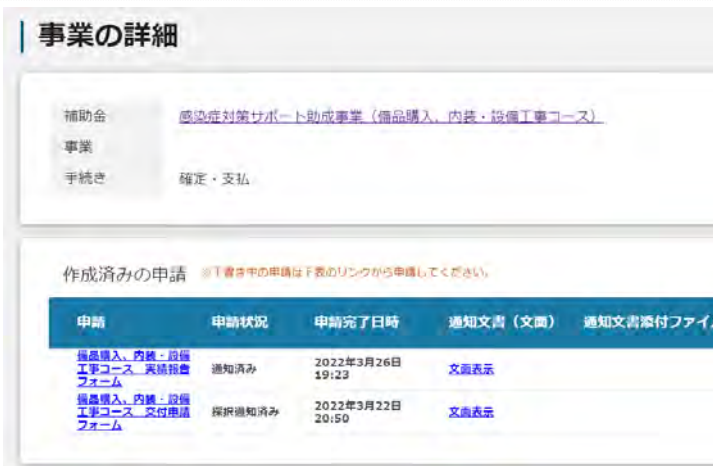 事業の詳細
補助金 感染症対策サポート助成事業（備品購入、内装・設備工事コース）
事業
手続き 確定・支払
作成済みの申請 ※下書き中の申請は下表のリンクから申請してください。
申請 申請状況 申請完了日時 通知文書（文面） 通知文書添付ファイ
備品購入、内装・設備
工事コース 実績報告
フォーム
通知済み
2022年3月26日
19:23
文面表示
備品購入、内装・設備
工事コース 交付申請
フォーム
採択通知済み
2022年3月22日
20:50
文面表示